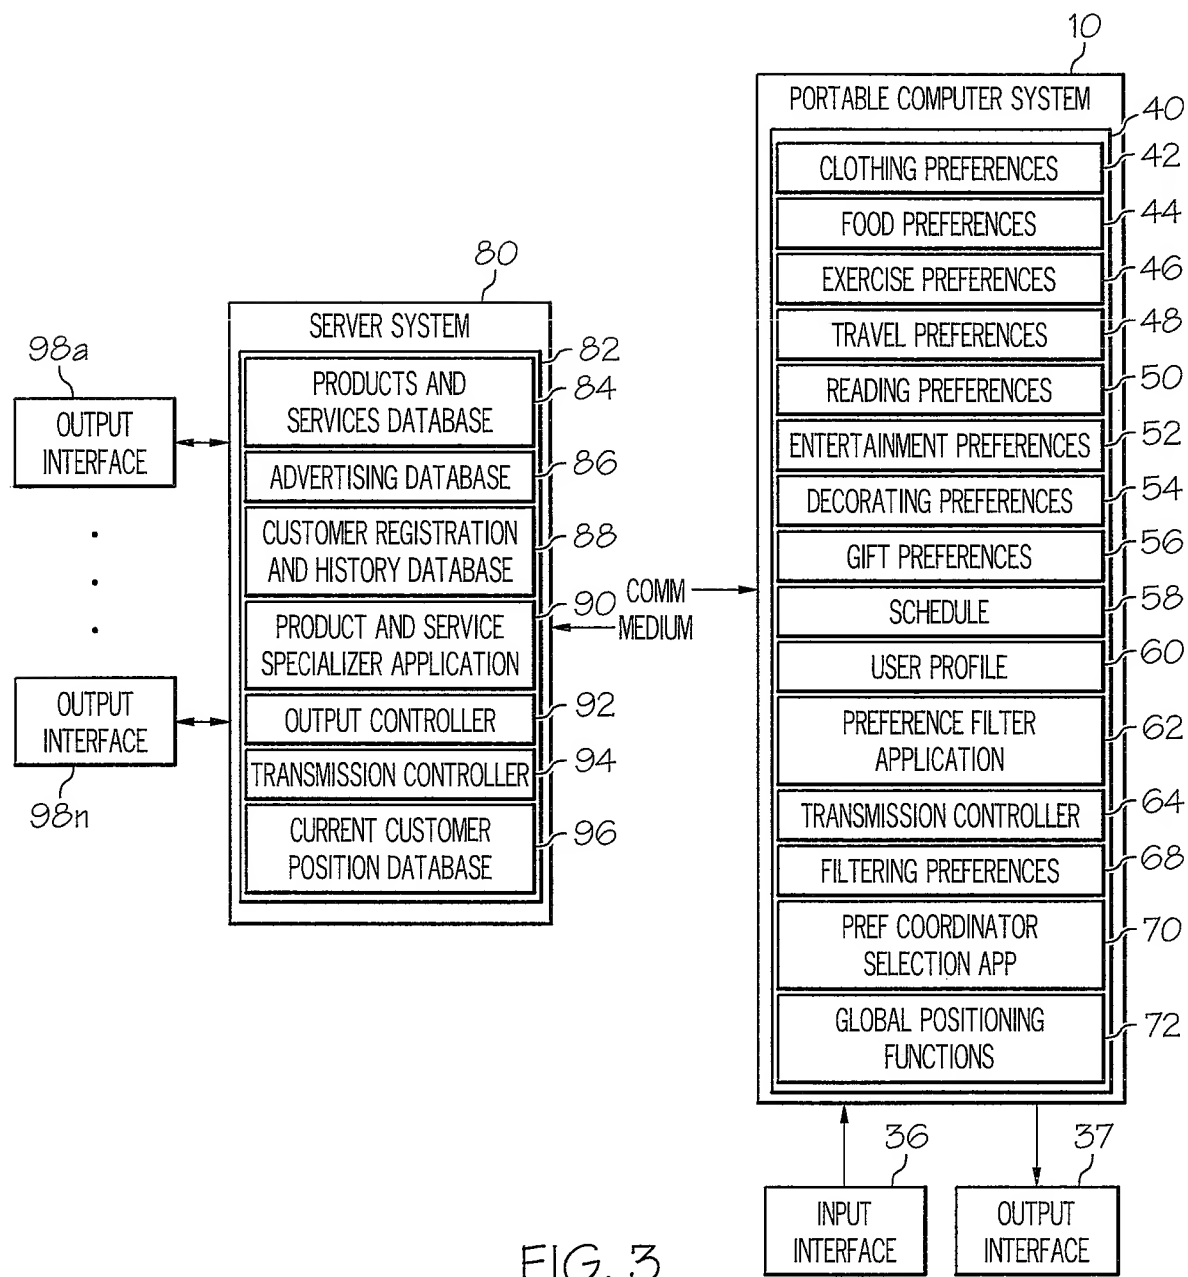 10
PORTABLE COMPUTER SYSTEM
40
CLOTHING PREFERENCES
42
FOOD PREFERENCES
44
EXERCISE PREFERENCES
46
TRAVEL PREFERENCES
48
READING PREFERENCES
50
ENTERTAINMENT PREFERENCES
52
DECORATING PREFERENCES
54
GIFT PREFERENCES
56
SCHEDULE
58
USER PROFILE
60
PREFERENCE FILTER
APPLICATION
62
TRANSMISSION CONTROLLER
64
FILTERING PREFERENCES
68
PREF COORDINATOR
SELECTION APP
70
GLOBAL POSITIONING
FUNCTIONS
72
80
SERVER SYSTEM
82
PRODUCTS AND
SERVICES DATABASE
84
ADVERTISING DATABASE
86
CUSTOMER REGISTRATION
AND HISTORY DATABASE
88
PRODUCT AND SERVICE
SPECIALIZER APPLICATION
90
OUTPUT CONTROLLER
92
TRANSMISSION CONTROLLER
94
CURRENT CUSTOMER
POSITION DATABASE
96
98a
OUTPUT
INTERFACE
OUTPUT
INTERFACE
98n
COMM
MEDIUM
36
INPUT
INTERFACE
37
OUTPUT
INTERFACE
FIG. 3